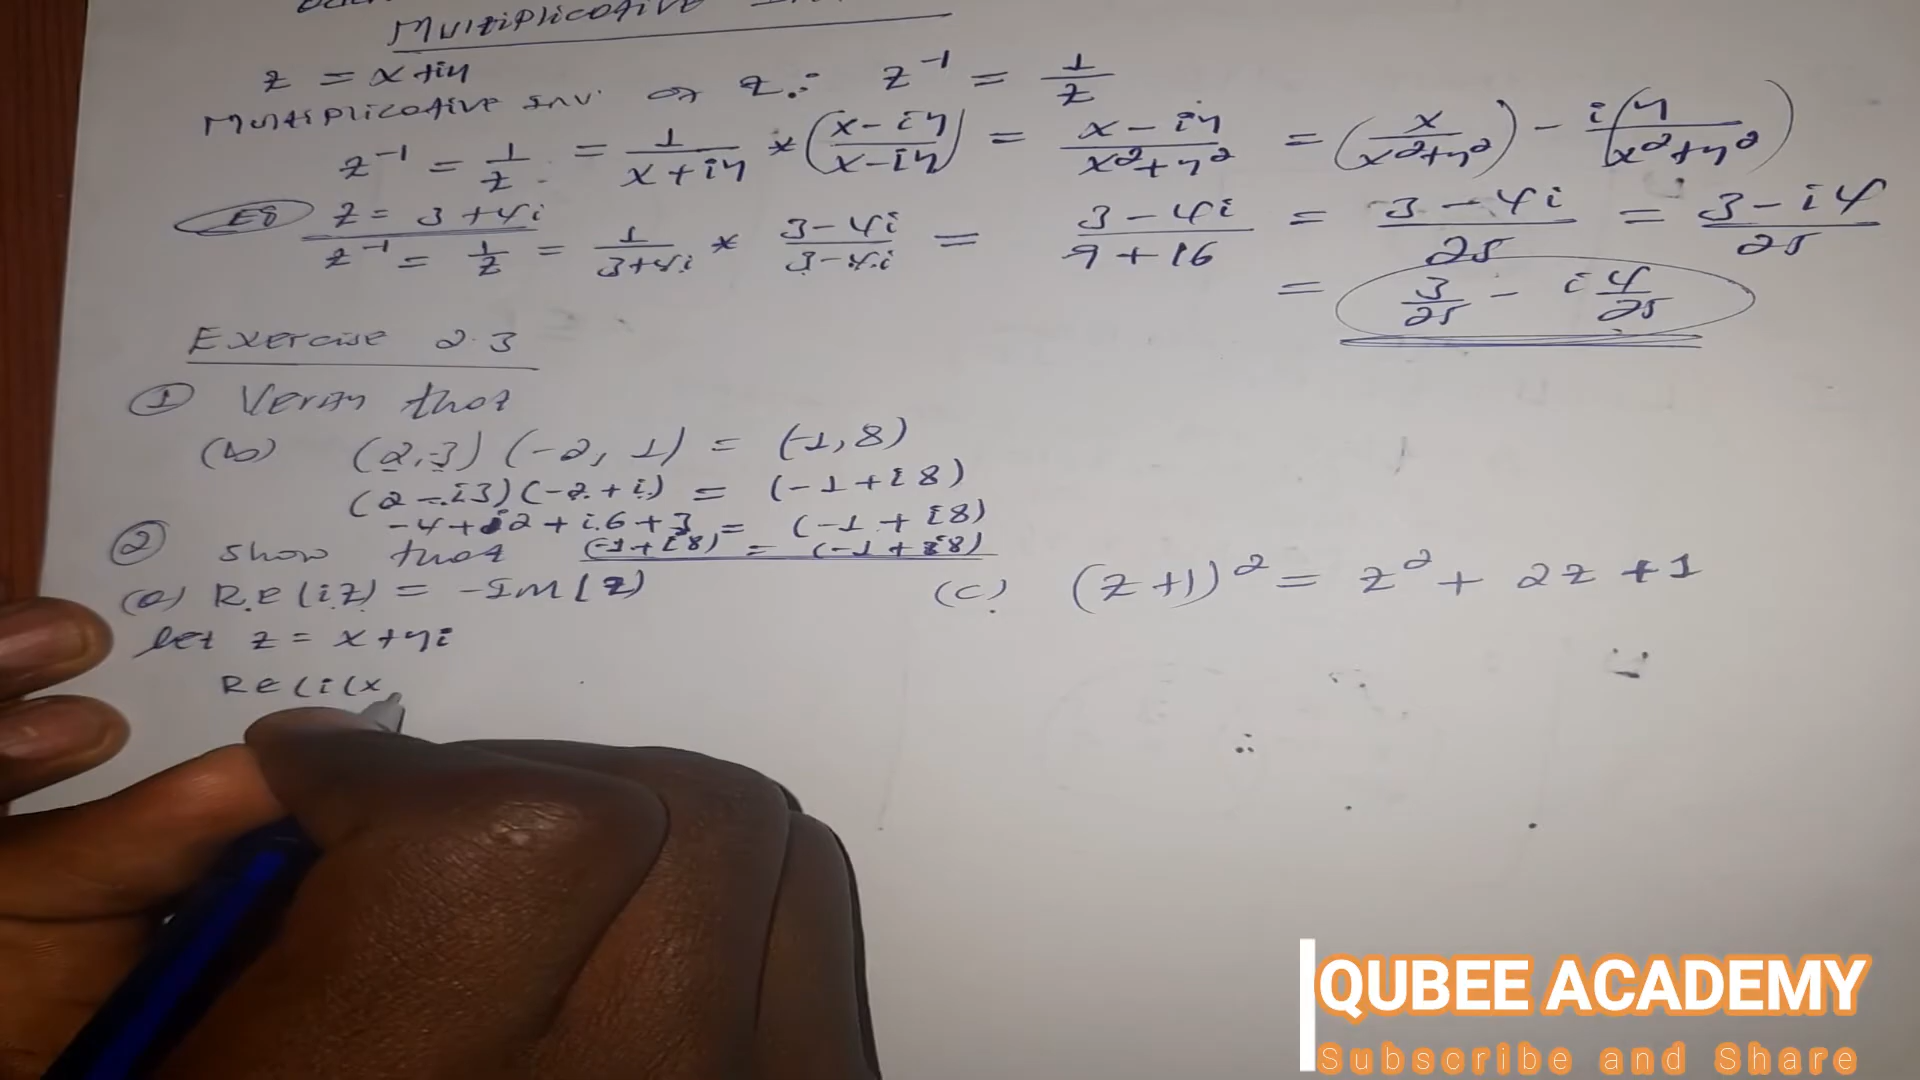 Multiplicative
z = x+iy
Multiplicative Inv. of z: z⁻¹ = 1/z
z⁻¹ = 1/z = 1/(x+iy) * ((x-iy)/(x-iy)) = (x-iy)/(x²+y²) = (x/(x²+y²)) - i(y/(x²+y²))
Eg z = 3+4i
z⁻¹ = 1/z = 1/(3+4i) * (3-4i)/(3-4i) = (3-4i)/(9+16) = (3-4i)/25 = (3-i4)/25
= 3/25 - i 4/25
Exercise 2.3
① Verify that
(b) (2,-3)(-2, 1) = (-1,8)
(2-i3)(-2+i) = (-1+i8)
-4+i2+i6+3 = (-1+i8)
② show that (-1+i8) = (-1+i8)
(a) Re(iz) = -Im(z) (c) (z+1)² = z² + 2z + 1
let z = x+yi
Re(i(x
QUBEE ACADEMY
Subscribe and Share